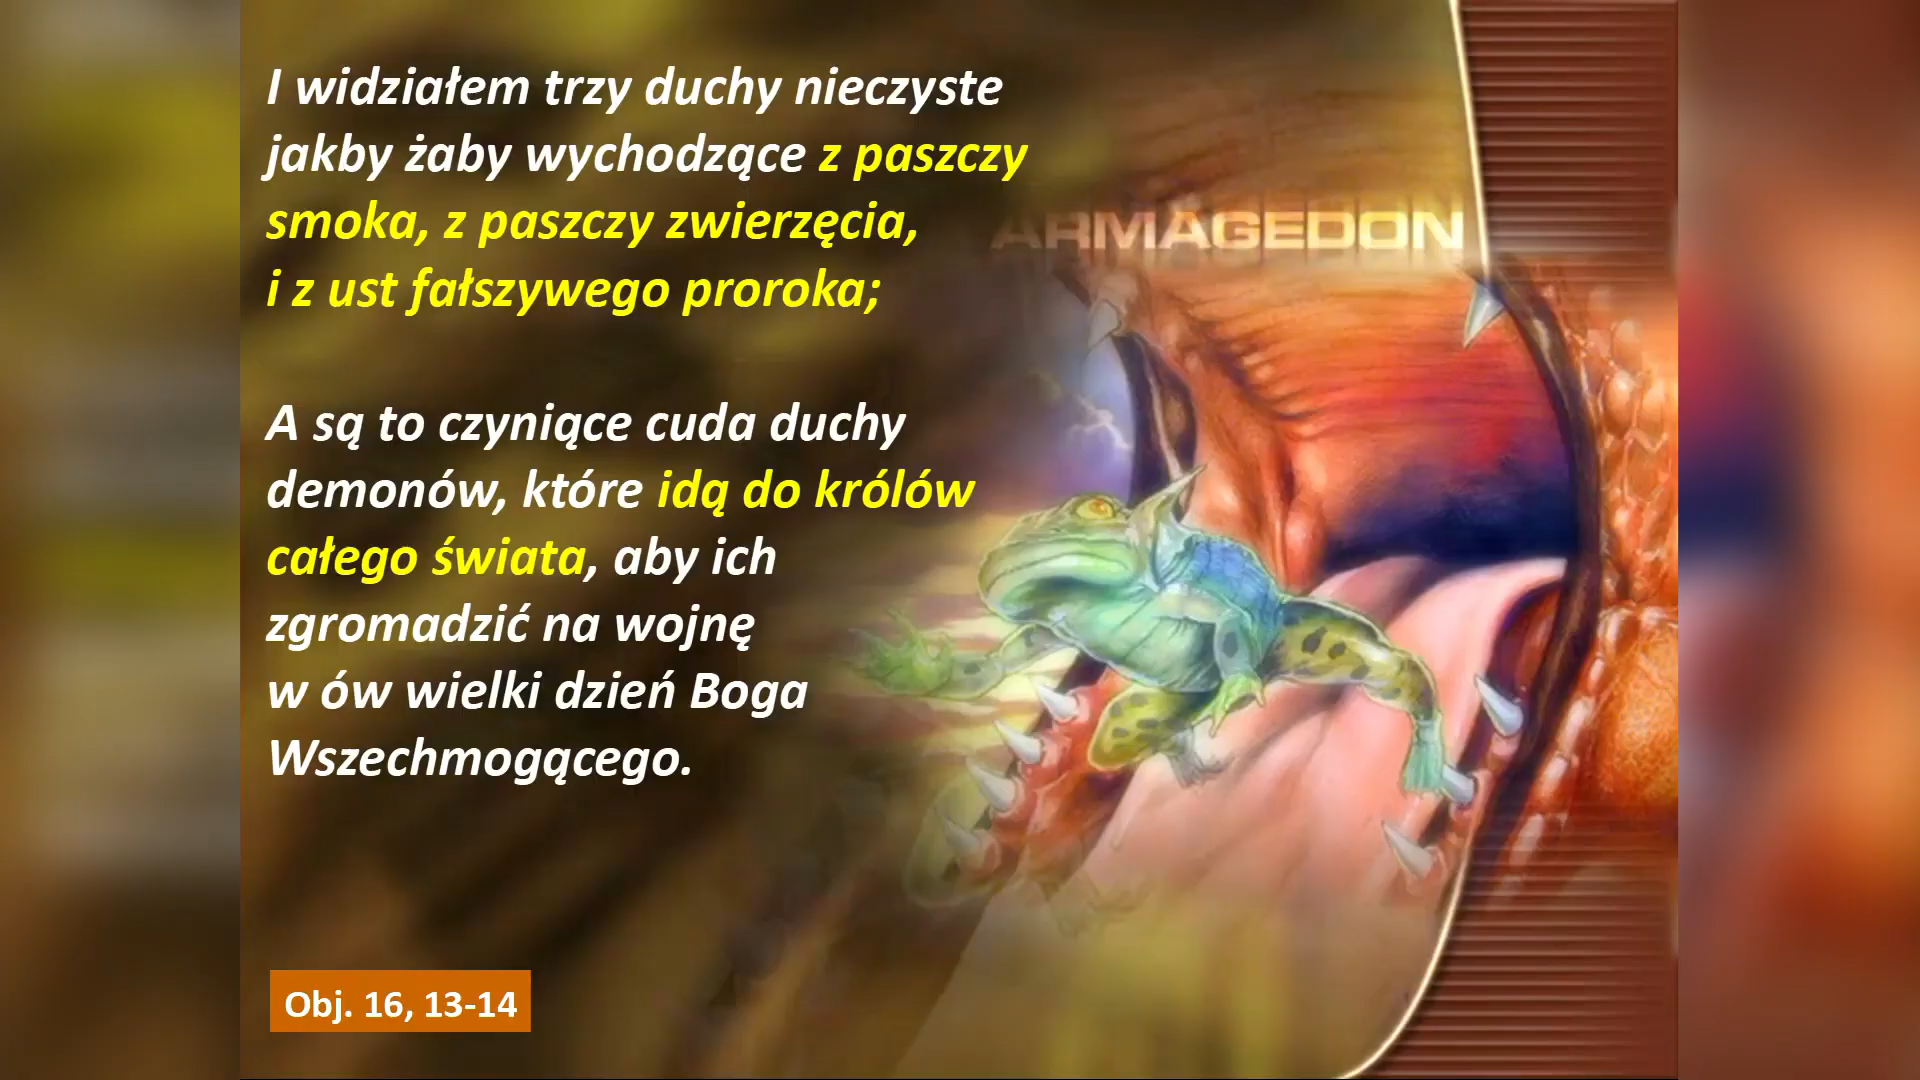 I widziałem trzy duchy nieczyste
jakby żaby wychodzące z paszczy
smoka, z paszczy zwierzęcia,
i z ust fałszywego proroka;
A są to czyniące cuda duchy
demonów, które idą do królów
całego świata, aby ich
zgromadzić na wojnę
w ów wielki dzień Boga
Wszechmogącego.
ARMAGEDON
Obj. 16, 13-14